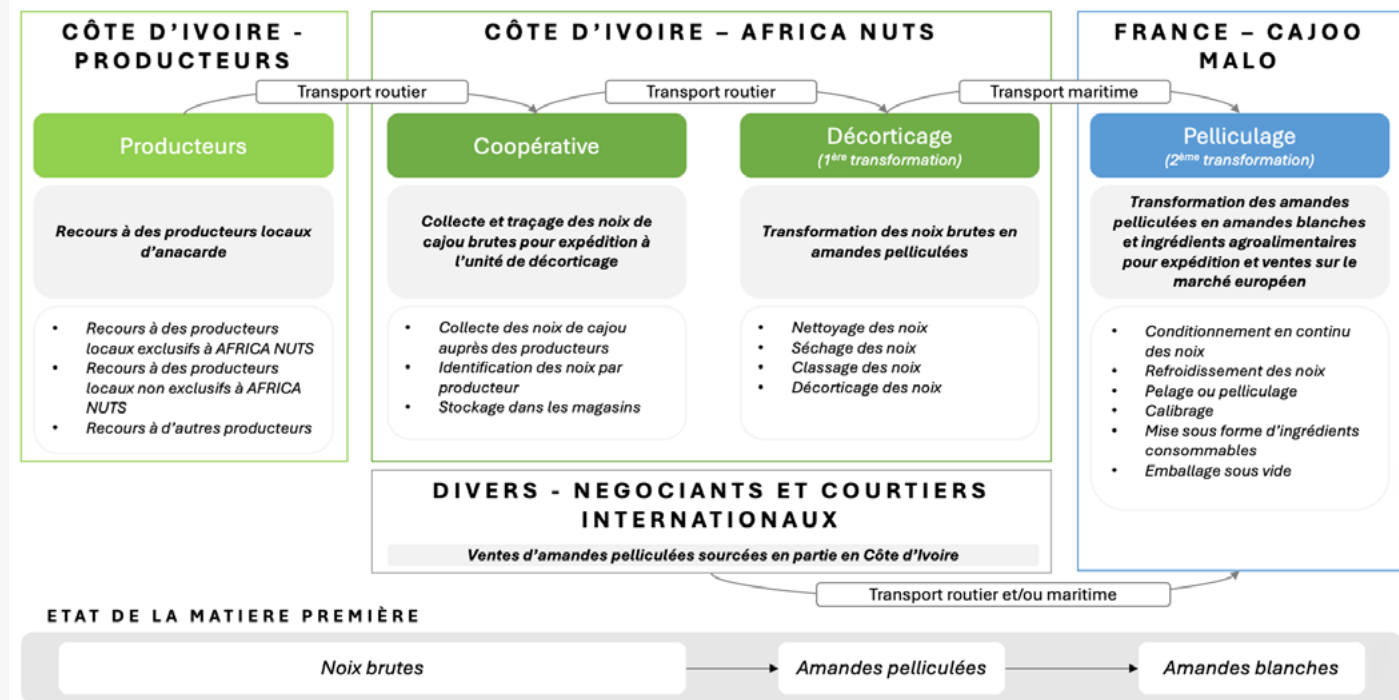 CÔTE D'IVOIRE -
PRODUCTEURS
CÔTE D'IVOIRE – AFRICA NUTS
FRANCE – CAJOO
MALO
Transport routier
Transport routier
Transport maritime
Producteurs
Coopérative
Décorticage
(1ère transformation)
Pelliculage
(2ème transformation)
Recours à des producteurs locaux
d'anacarde
Collecte et traçage des noix de
cajou brutes pour expédition à
l'unité de décorticage
Transformation des noix brutes en
amandes pelliculées
Transformation des amandes
pelliculées en amandes blanches
et ingrédients agroalimentaires
pour expédition et ventes sur le
marché européen
• Recours à des producteurs
locaux exclusifs à AFRICA NUTS
• Recours à des producteurs
locaux non exclusifs à AFRICA
NUTS
• Recours à d'autres producteurs
• Collecte des noix de cajou
auprès des producteurs
• Identification des noix par
producteur
• Stockage dans les magasins
• Nettoyage des noix
• Séchage des noix
• Classage des noix
• Décorticage des noix
• Conditionnement en continu
des noix
• Refroidissement des noix
• Pelage ou pelliculage
• Calibrage
• Mise sous forme d'ingrédients
consommables
• Emballage sous vide
DIVERS - NEGOCIANTS ET COURTIERS
INTERNATIONAUX
Ventes d'amandes pelliculées sourcées en partie en Côte d'Ivoire
Transport routier et/ou maritime
ETAT DE LA MATIERE PREMIÈRE
Noix brutes
Amandes pelliculées
Amandes blanches